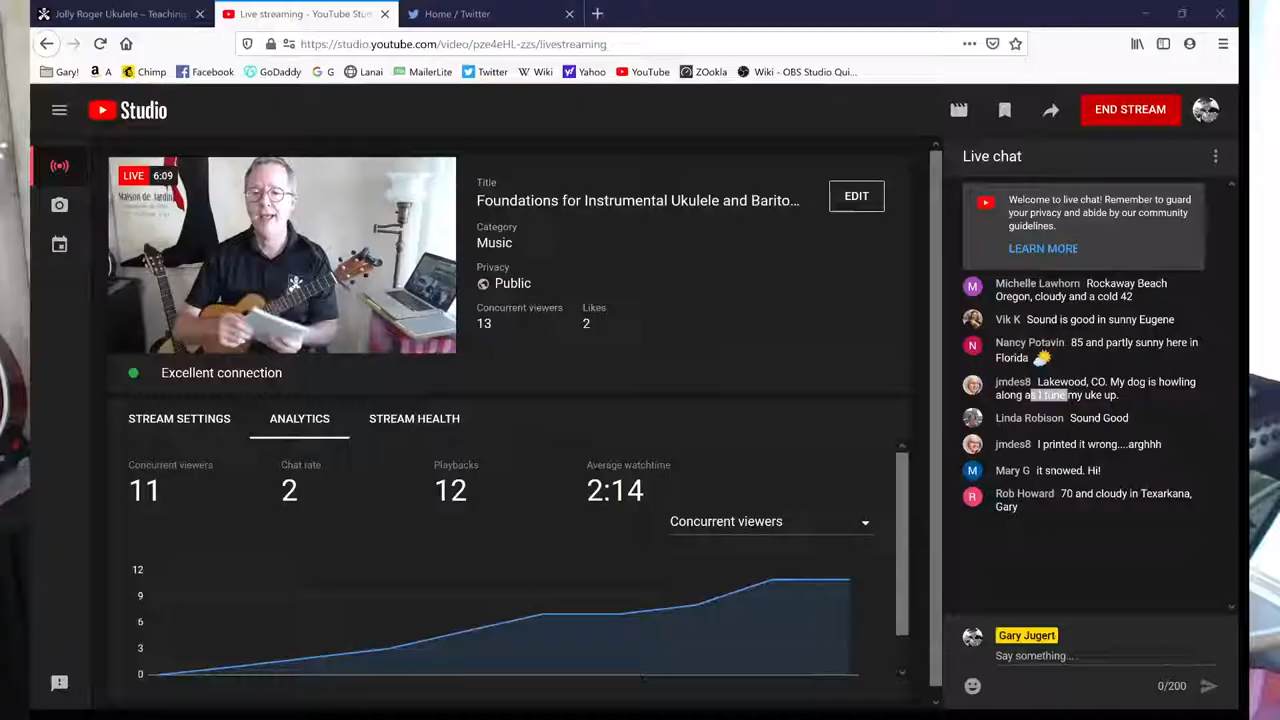 Jolly Roger Ukulele – Teaching
Live streaming - YouTube Stu
Home / Twitter
https://studio.youtube.com/video/pze4eHL-zzs/livestreaming
Gary!
a A
Chimp
Facebook
GoDaddy
G G
Lanai
MailerLite
Twitter
W Wiki
Yahoo
YouTube
ZOokla
Wiki - OBS Studio Qui...
Studio
END STREAM
LIVE 6:09
Maison de Jardin
Title
Foundations for Instrumental Ukulele and Barito...
EDIT
Category
Music
Privacy
Public
Concurrent viewers
Likes
13
2
Excellent connection
STREAM SETTINGS
ANALYTICS
STREAM HEALTH
Concurrent viewers
Chat rate
Playbacks
Average watchtime
11
2
12
2:14
Concurrent viewers
12
9
6
3
0
Live chat
Welcome to live chat! Remember to guard
your privacy and abide by our community
guidelines.
LEARN MORE
M
Michelle Lawhorn Rockaway Beach
Oregon, cloudy and a cold 42
Vik K Sound is good in sunny Eugene
N
Nancy Potavin 85 and partly sunny here in
Florida
jmdes8 Lakewood, CO. My dog is howling
along as I tune my uke up.
Linda Robison Sound Good
jmdes8 I printed it wrong....arghhh
M
Mary G it snowed. Hi!
R
Rob Howard 70 and cloudy in Texarkana,
Gary
Gary Jugert
Say something...
0/200